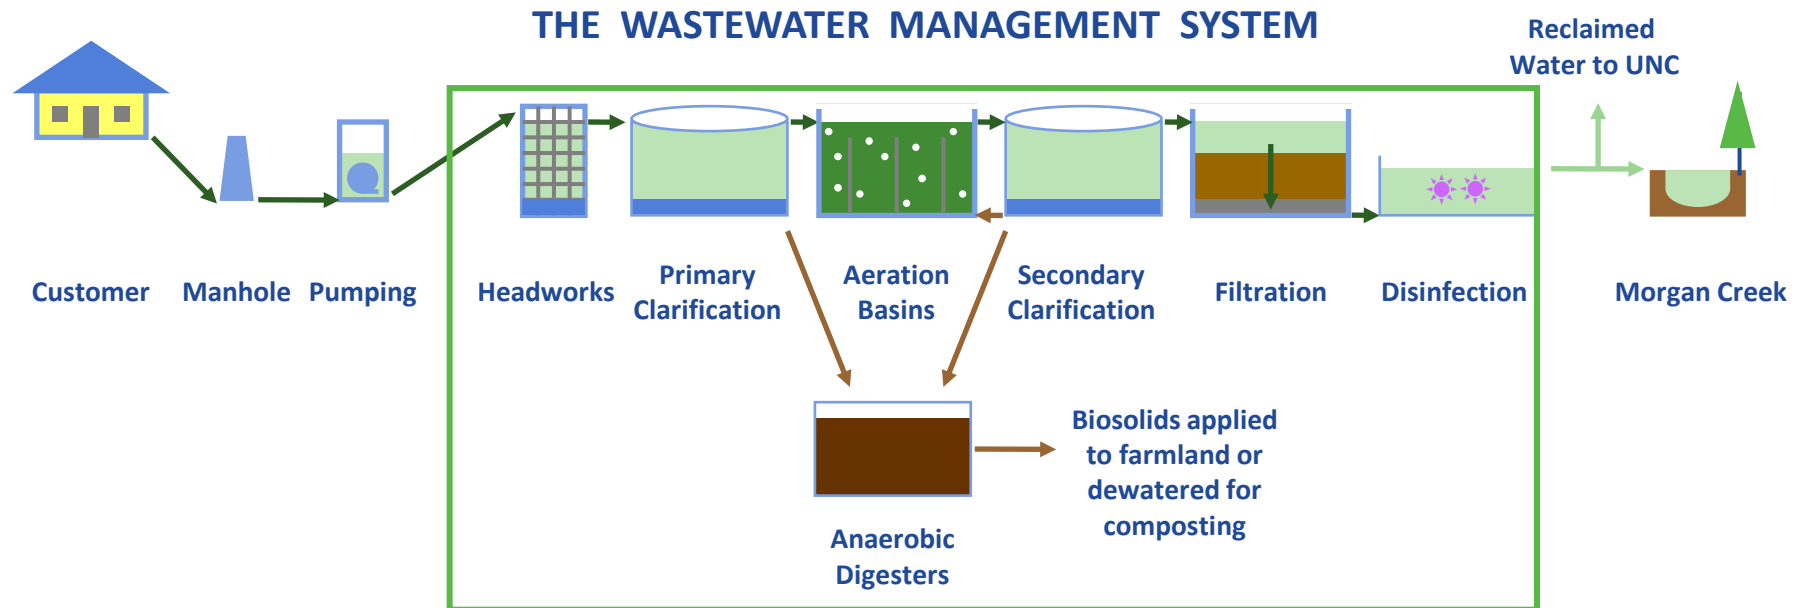 THE WASTEWATER MANAGEMENT SYSTEM
Reclaimed
Water to UNC
Customer
Manhole
Pumping
Headworks
Primary
Clarification
Aeration
Basins
Secondary
Clarification
Filtration
Disinfection
Morgan Creek
Anaerobic
Digesters
Biosolids applied
to farmland or
dewatered for
composting